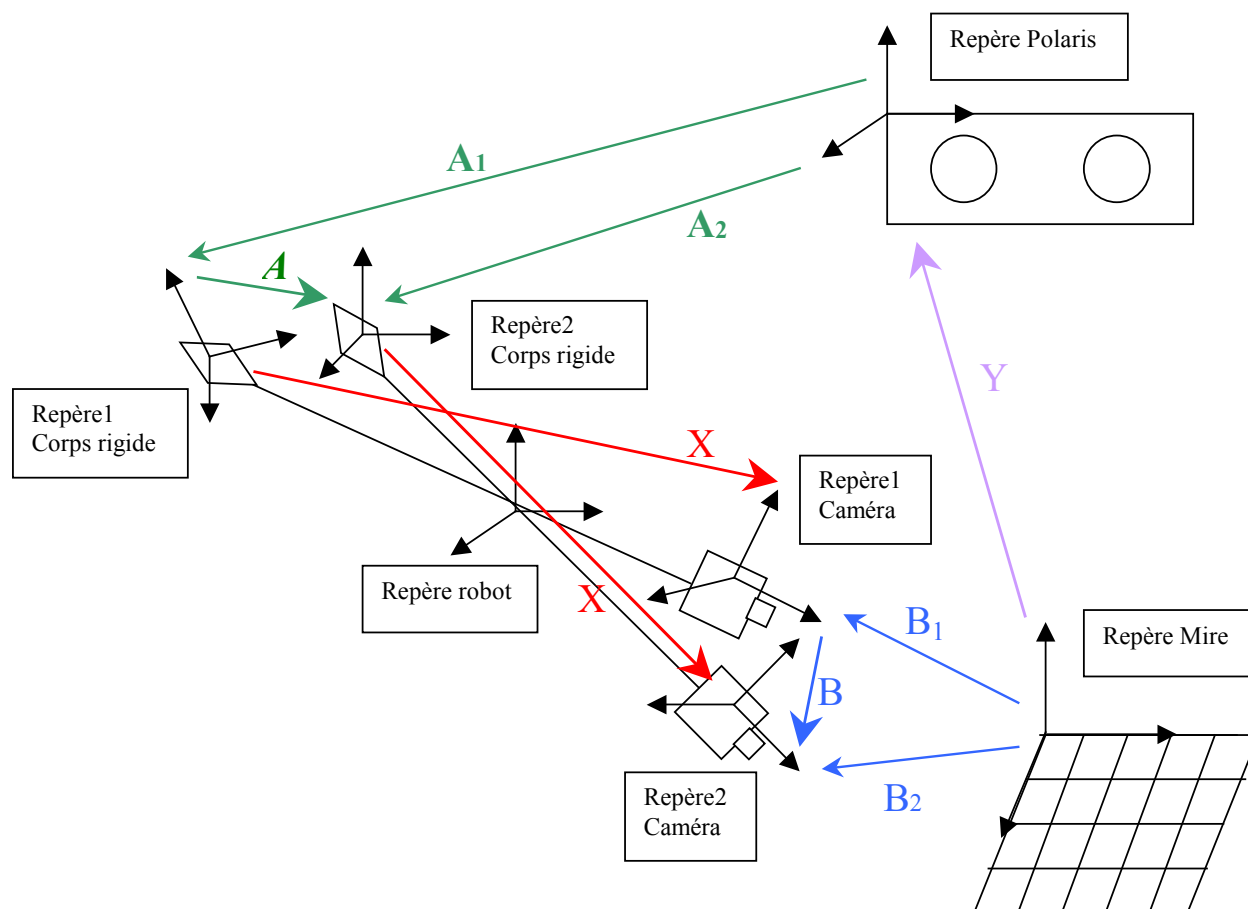 Repère Polaris
A1
A2
A
Repère2
Corps rigide
Y
Repère1
Corps rigide
X
Repère1
Caméra
Repère robot
X
B1
Repère Mire
B
Repère2
Caméra
B2